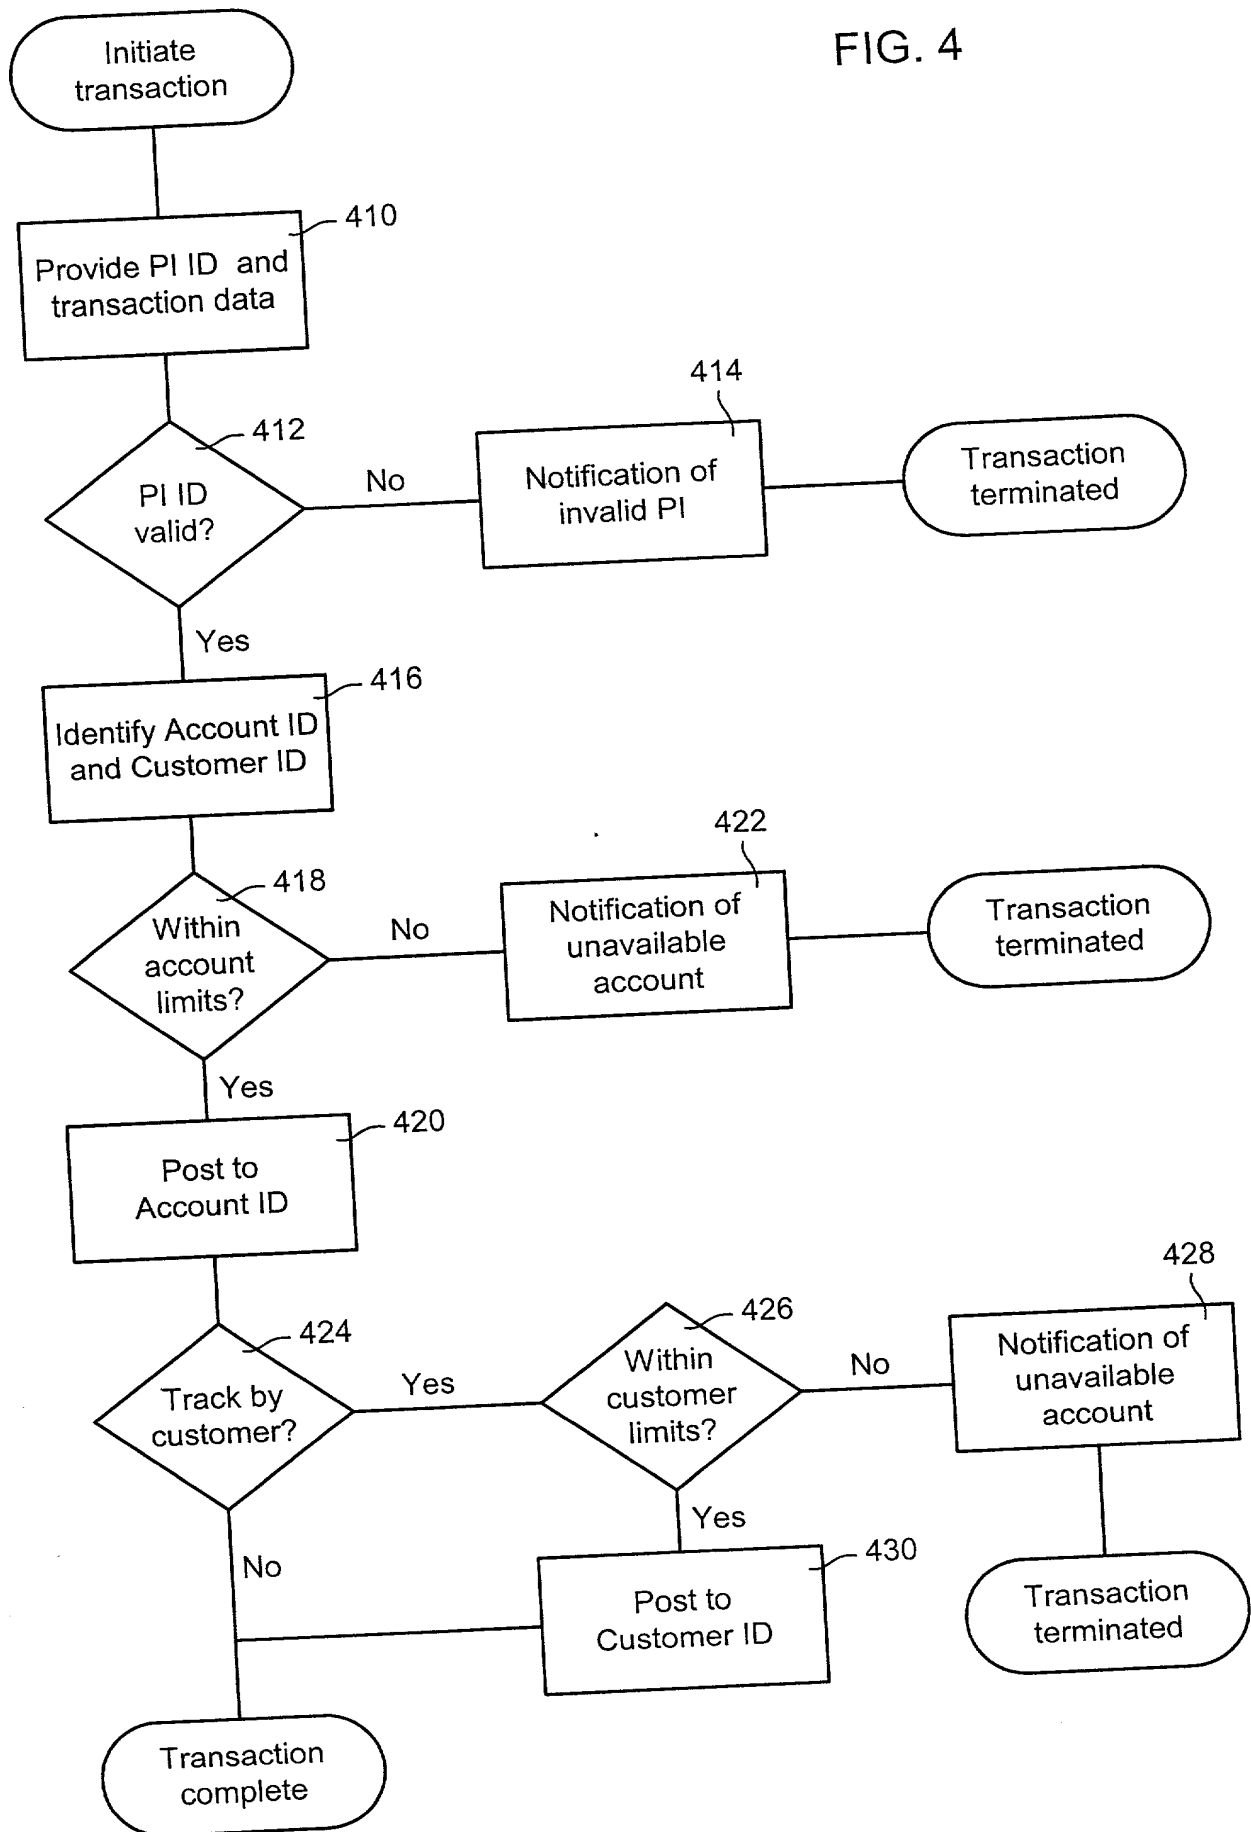 FIG. 4
Initiate
transaction
410
Provide PI ID and
transaction data
412
PI ID
valid?
No
414
Notification of
invalid PI
Transaction
terminated
Yes
416
Identify Account ID
and Customer ID
418
Within
account
limits?
No
422
Notification of
unavailable
account
Transaction
terminated
Yes
420
Post to
Account ID
424
Track by
customer?
Yes
426
Within
customer
limits?
No
428
Notification of
unavailable
account
Transaction
terminated
Yes
430
Post to
Customer ID
No
Transaction
complete